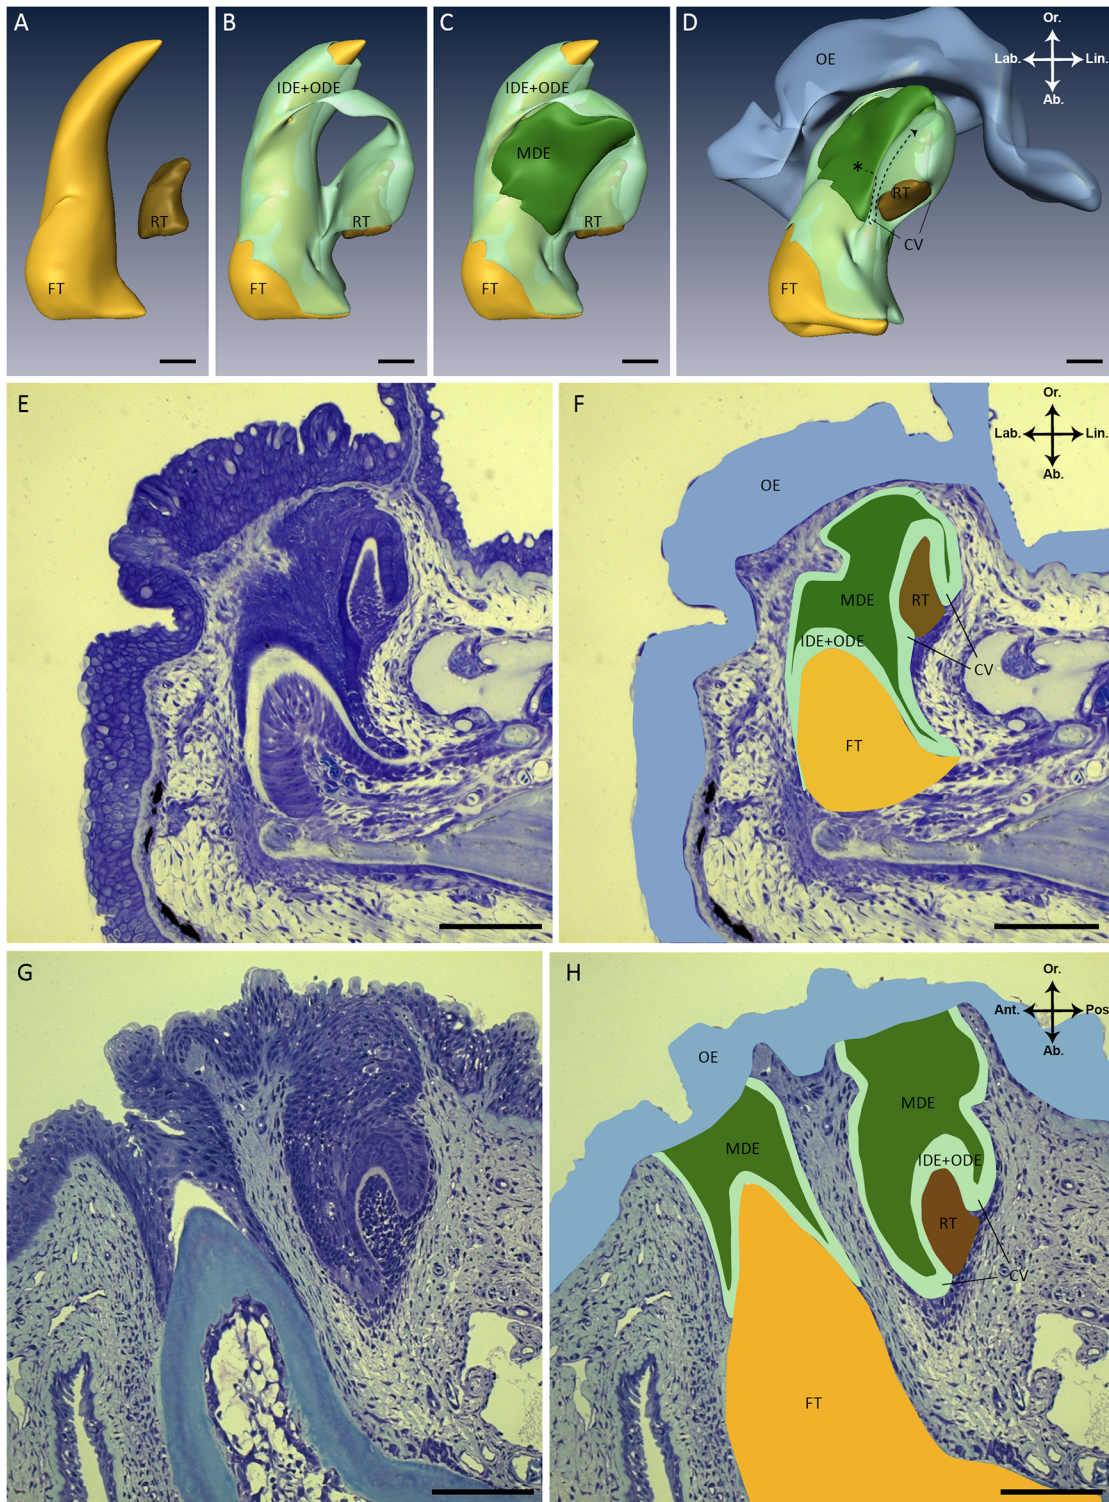 A
FT
RT
B
IDE+ODE
RT
FT
C
IDE+ODE
MDE
RT
FT
D
OE
Or.
Lab.
Lin.
Ab.
*
RT
CV
FT
E
F
Or.
Lab.
Lin.
Ab.
OE
MDE
RT
IDE+ODE
CV
FT
G
H
Or.
Ant.
Pos
Ab.
OE
MDE
MDE
IDE+ODE
RT
CV
FT